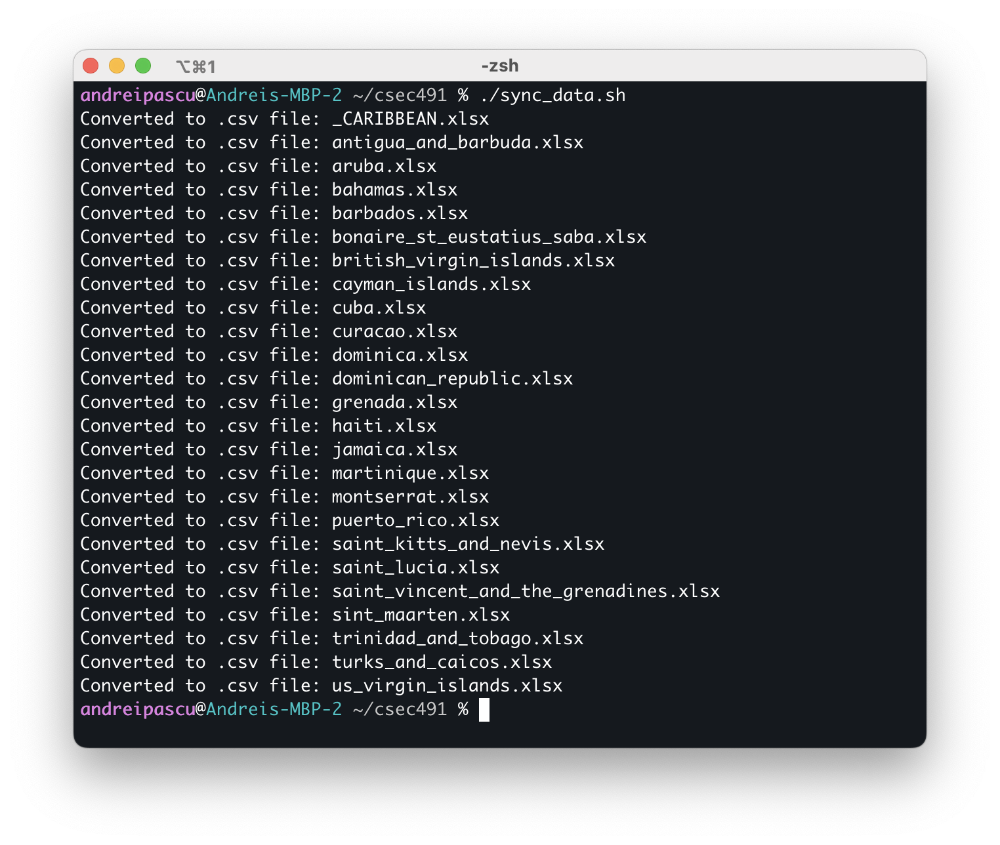 ⌥⌘1 -zsh
andreipascu@Andreis-MBP-2 ~/csec491 % ./sync_data.sh
Converted to .csv file: _CARIBBEAN.xlsx
Converted to .csv file: antigua_and_barbuda.xlsx
Converted to .csv file: aruba.xlsx
Converted to .csv file: bahamas.xlsx
Converted to .csv file: barbados.xlsx
Converted to .csv file: bonaire_st_eustatius_saba.xlsx
Converted to .csv file: british_virgin_islands.xlsx
Converted to .csv file: cayman_islands.xlsx
Converted to .csv file: cuba.xlsx
Converted to .csv file: curacao.xlsx
Converted to .csv file: dominica.xlsx
Converted to .csv file: dominican_republic.xlsx
Converted to .csv file: grenada.xlsx
Converted to .csv file: haiti.xlsx
Converted to .csv file: jamaica.xlsx
Converted to .csv file: martinique.xlsx
Converted to .csv file: montserrat.xlsx
Converted to .csv file: puerto_rico.xlsx
Converted to .csv file: saint_kitts_and_nevis.xlsx
Converted to .csv file: saint_lucia.xlsx
Converted to .csv file: saint_vincent_and_the_grenadines.xlsx
Converted to .csv file: sint_maarten.xlsx
Converted to .csv file: trinidad_and_tobago.xlsx
Converted to .csv file: turks_and_caicos.xlsx
Converted to .csv file: us_virgin_islands.xlsx
andreipascu@Andreis-MBP-2 ~/csec491 %